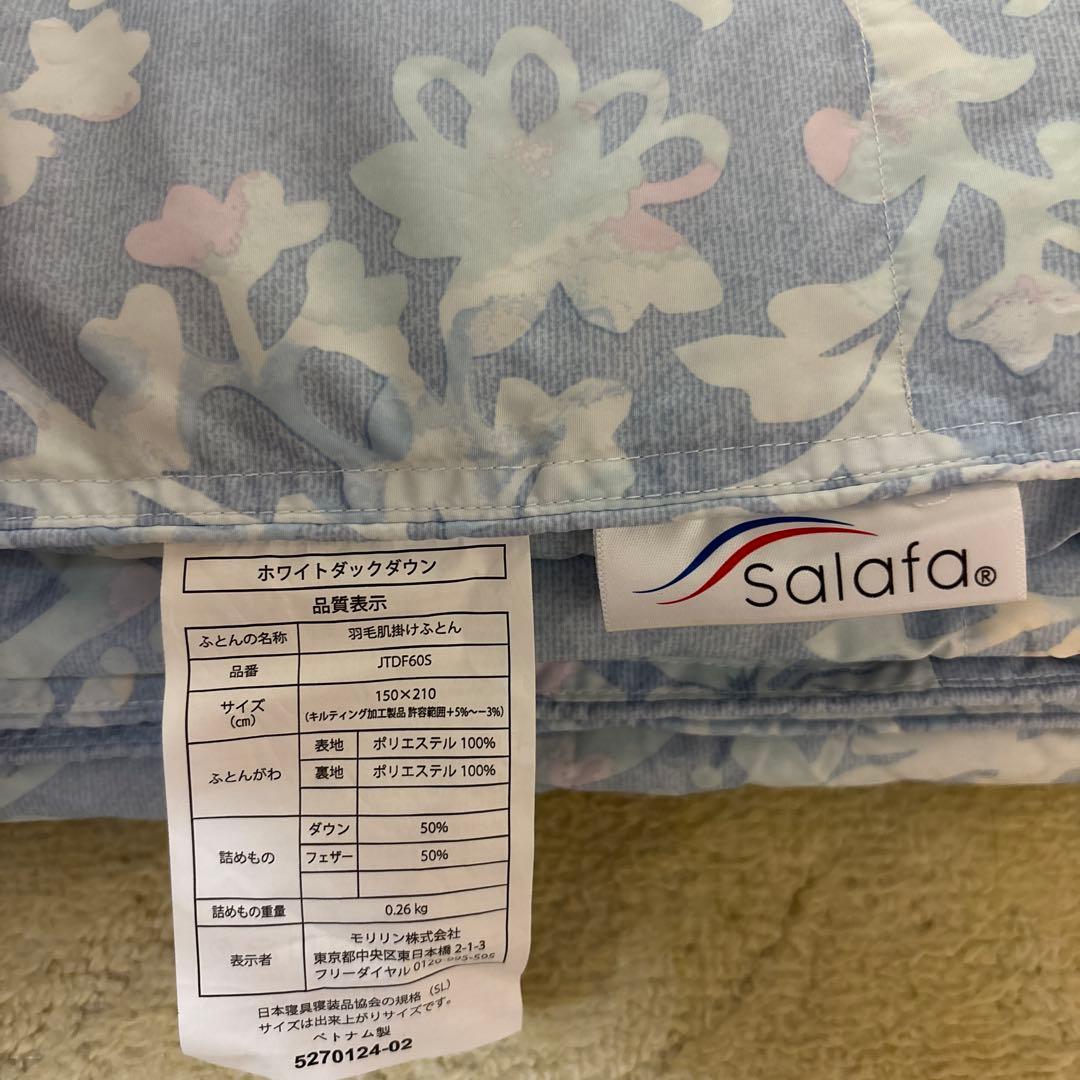 ホワイトダックダウン
品質表示
ふとんの名称 羽毛肌掛けふとん
品番 JTDF60S
サイズ（cm） 150×210
（キルティング加工製品 許容範囲+5%〜−3%）
ふとんがわ 表地 ポリエステル 100%
裏地 ポリエステル 100%
詰めもの ダウン 50%
フェザー 50%
詰めもの重量 0.26 kg
表示者 モリリン株式会社
東京都中央区東日本橋 2-1-3
フリーダイヤル 0120-
日本寝具寝装品協会の規格（SL）
サイズは出来上がりサイズです。
ベトナム製
5270124-02
salafa®